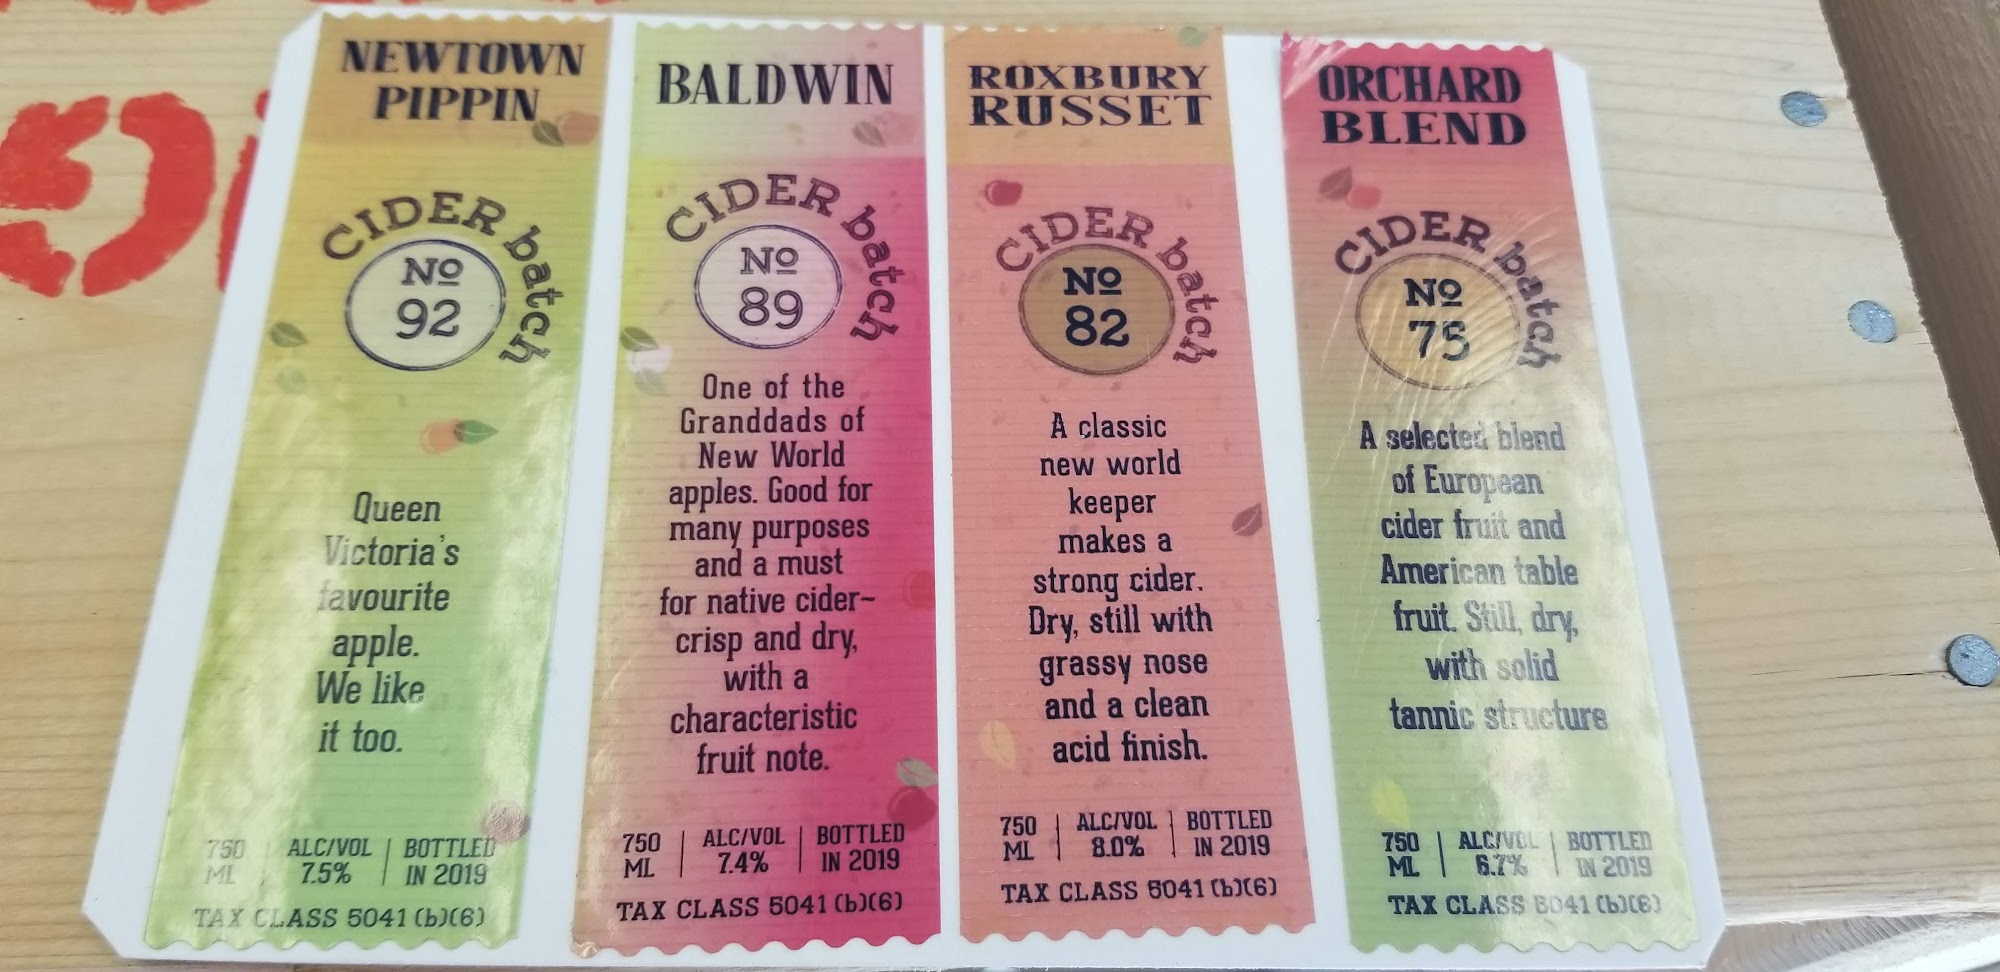 NEWTOWN
PIPPIN
CIDER batch
No
92
Queen
Victoria's
favourite
apple.
We like
it too.
750 ML | ALC/VOL 7.5% | BOTTLED IN 2019
TAX CLASS 5041 (b)(6)
BALDWIN
CIDER batch
No
89
One of the
Granddads of
New World
apples. Good for
many purposes
and a must
for native cider-
crisp and dry,
with a
characteristic
fruit note.
750 ML | ALC/VOL 7.4% | BOTTLED IN 2019
TAX CLASS 5041 (b)(6)
ROXBURY
RUSSET
CIDER batch
No
82
A classic
new world
keeper
makes a
strong cider.
Dry, still with
grassy nose
and a clean
acid finish.
750 ML | ALC/VOL 8.0% | BOTTLED IN 2019
TAX CLASS 5041 (b)(6)
ORCHARD
BLEND
CIDER batch
No
75
A selected blend
of European
cider fruit and
American table
fruit. Still, dry,
with solid
tannic structure
750 ML | ALC/VOL 6.7% | BOTTLED IN 2019
TAX CLASS 5041 (b)(6)